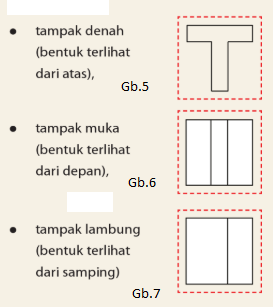 • tampak denah
(bentuk terlihat
dari atas),
Gb.5
• tampak muka
(bentuk terlihat
dari depan),
Gb.6
• tampak lambung
(bentuk terlihat
dari samping)
Gb.7